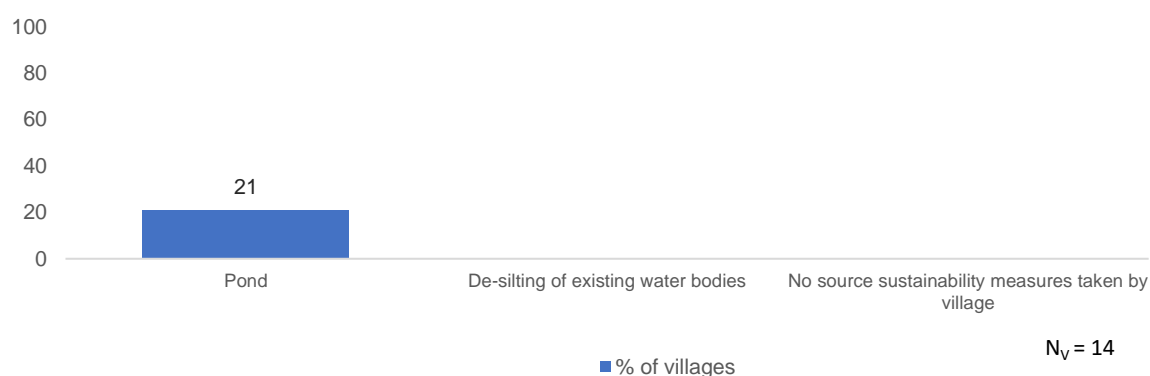 100
80
60
40
20
0
21
Pond
De-silting of existing water bodies
No source sustainability measures taken by
village
N_V = 14
% of villages